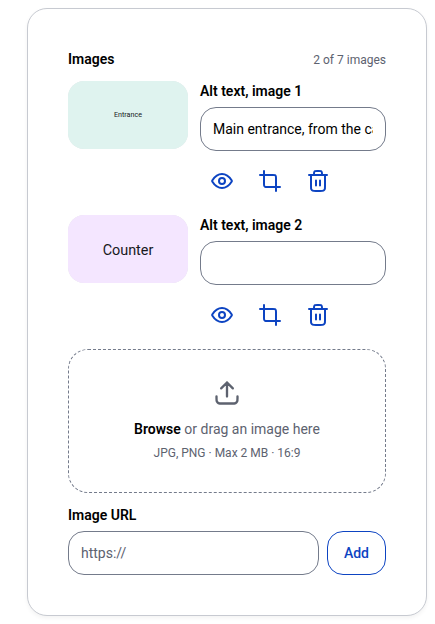 Images
2 of 7 images
Entrance
Alt text, image 1
Main entrance, from the
Counter
Alt text, image 2
Browse or drag an image here
JPG, PNG · Max 2 MB · 16:9
Image URL
https://
Add